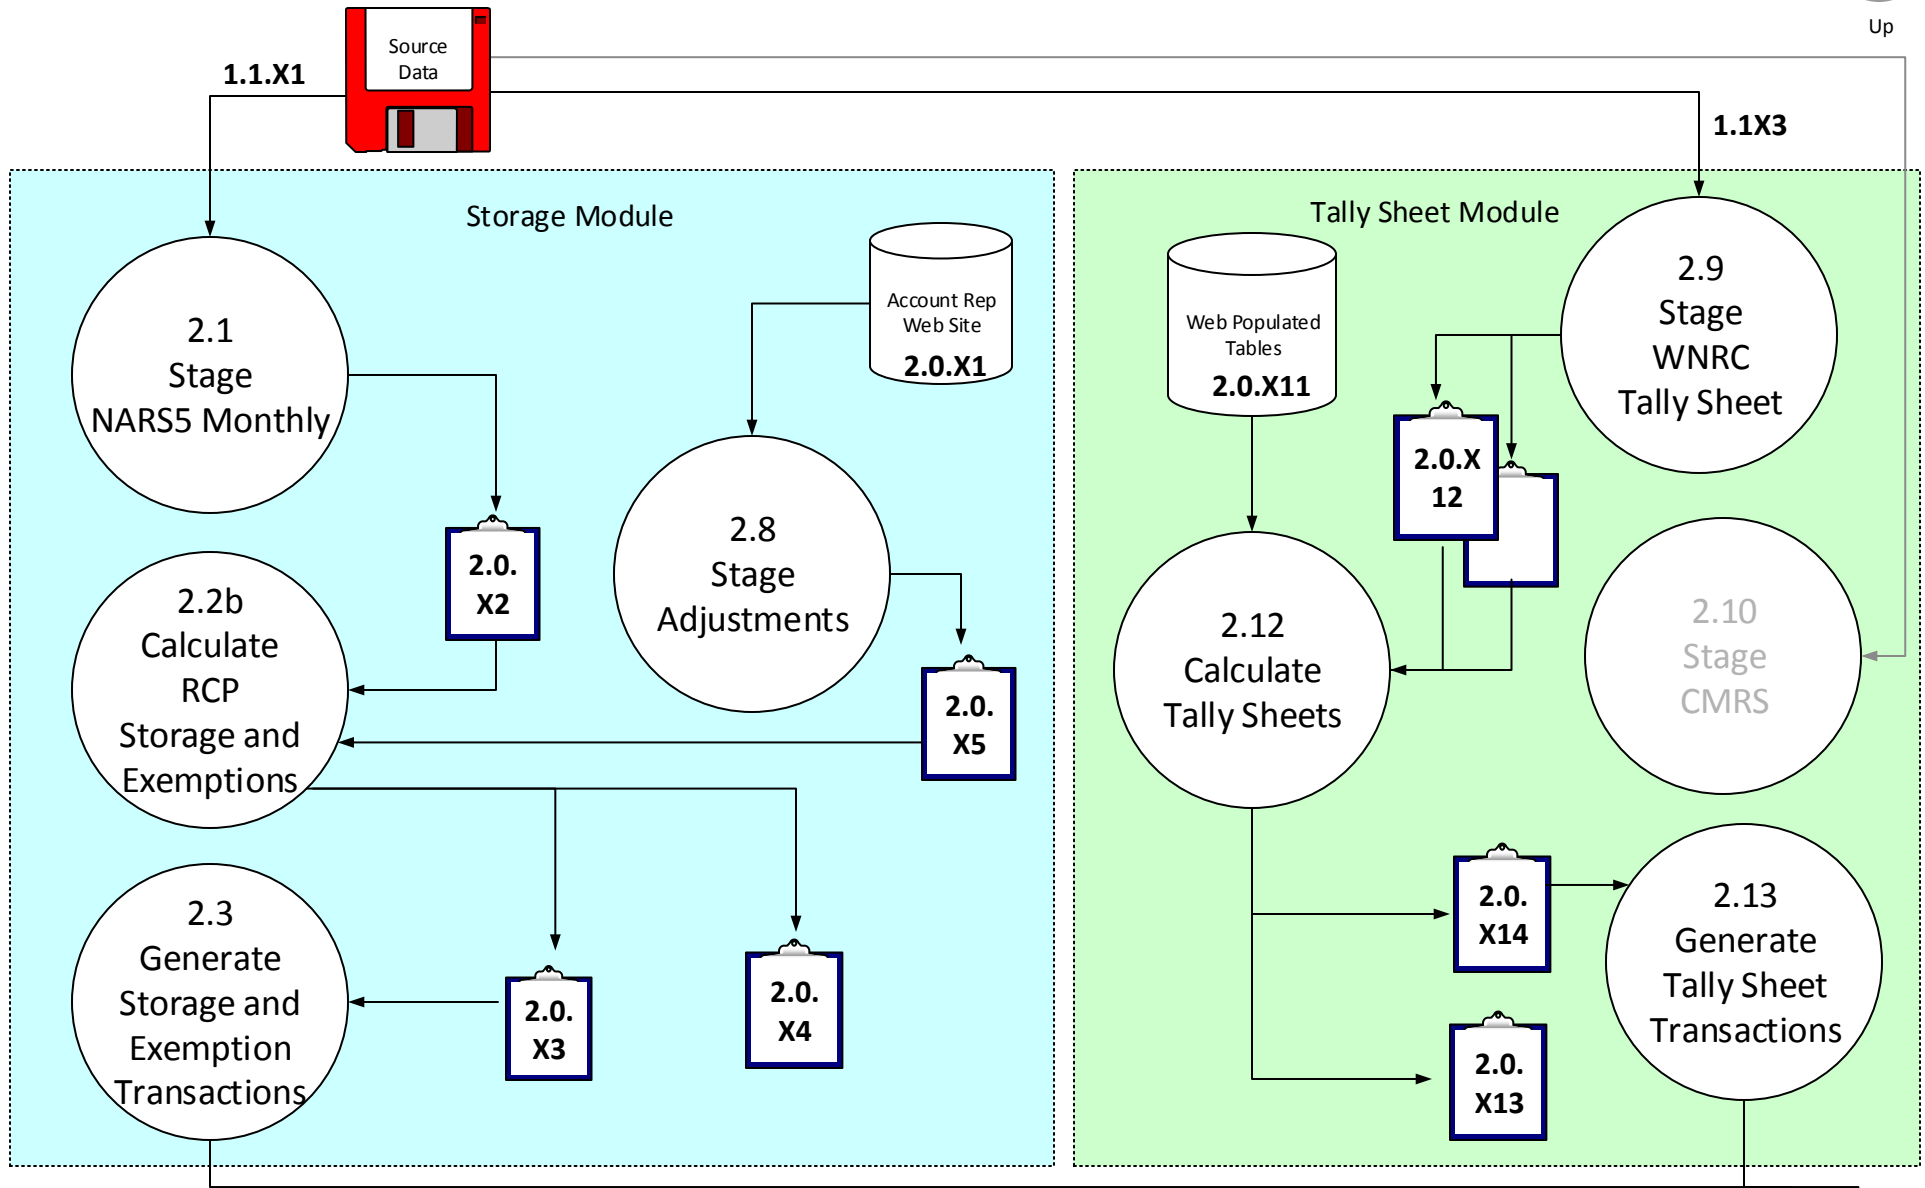 Up
Source
Data
1.1.X1
1.1X3
Storage Module
2.1
Stage
NARS5 Monthly
Account Rep
Web Site
2.0.X1
2.0.
X2
2.8
Stage
Adjustments
2.2b
Calculate
RCP
Storage and
Exemptions
2.0.
X5
2.3
Generate
Storage and
Exemption
Transactions
2.0.
X3
2.0.
X4
Tally Sheet Module
Web Populated
Tables
2.0.X11
2.9
Stage
WNRC
Tally Sheet
2.0.X
12
2.12
Calculate
Tally Sheets
2.10
Stage
CMRS
2.0.
X14
2.13
Generate
Tally Sheet
Transactions
2.0.
X13